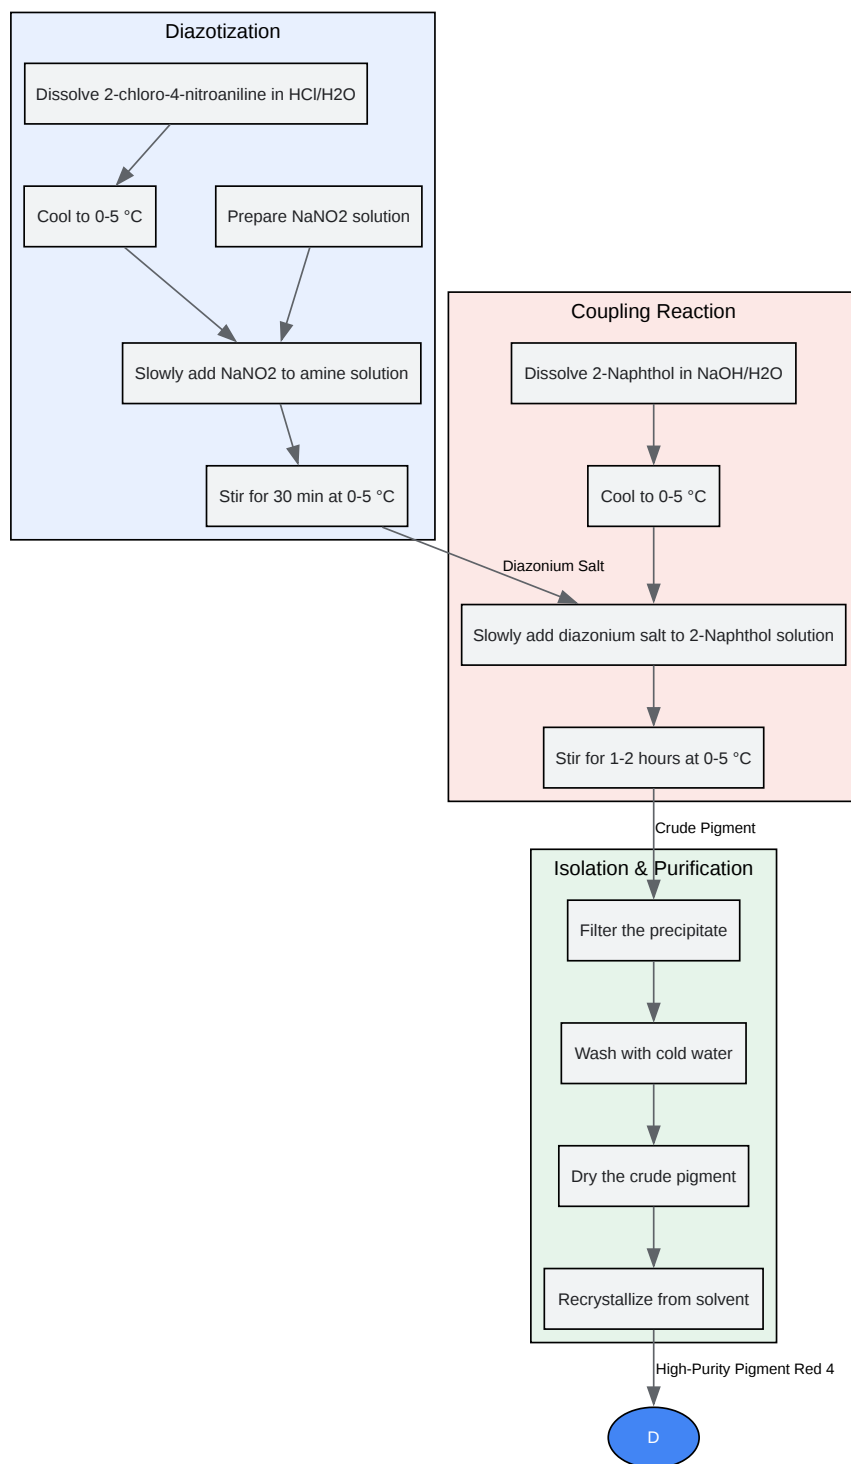 Diazotization
Dissolve 2-chloro-4-nitroaniline in HCl/H2O
Cool to 0-5 °C
Prepare NaNO2 solution
Slowly add NaNO2 to amine solution
Stir for 30 min at 0-5 °C
Coupling Reaction
Dissolve 2-Naphthol in NaOH/H2O
Cool to 0-5 °C
Diazonium Salt
Slowly add diazonium salt to 2-Naphthol solution
Stir for 1-2 hours at 0-5 °C
Crude Pigment
Isolation & Purification
Filter the precipitate
Wash with cold water
Dry the crude pigment
Recrystallize from solvent
High-Purity Pigment Red 4
D